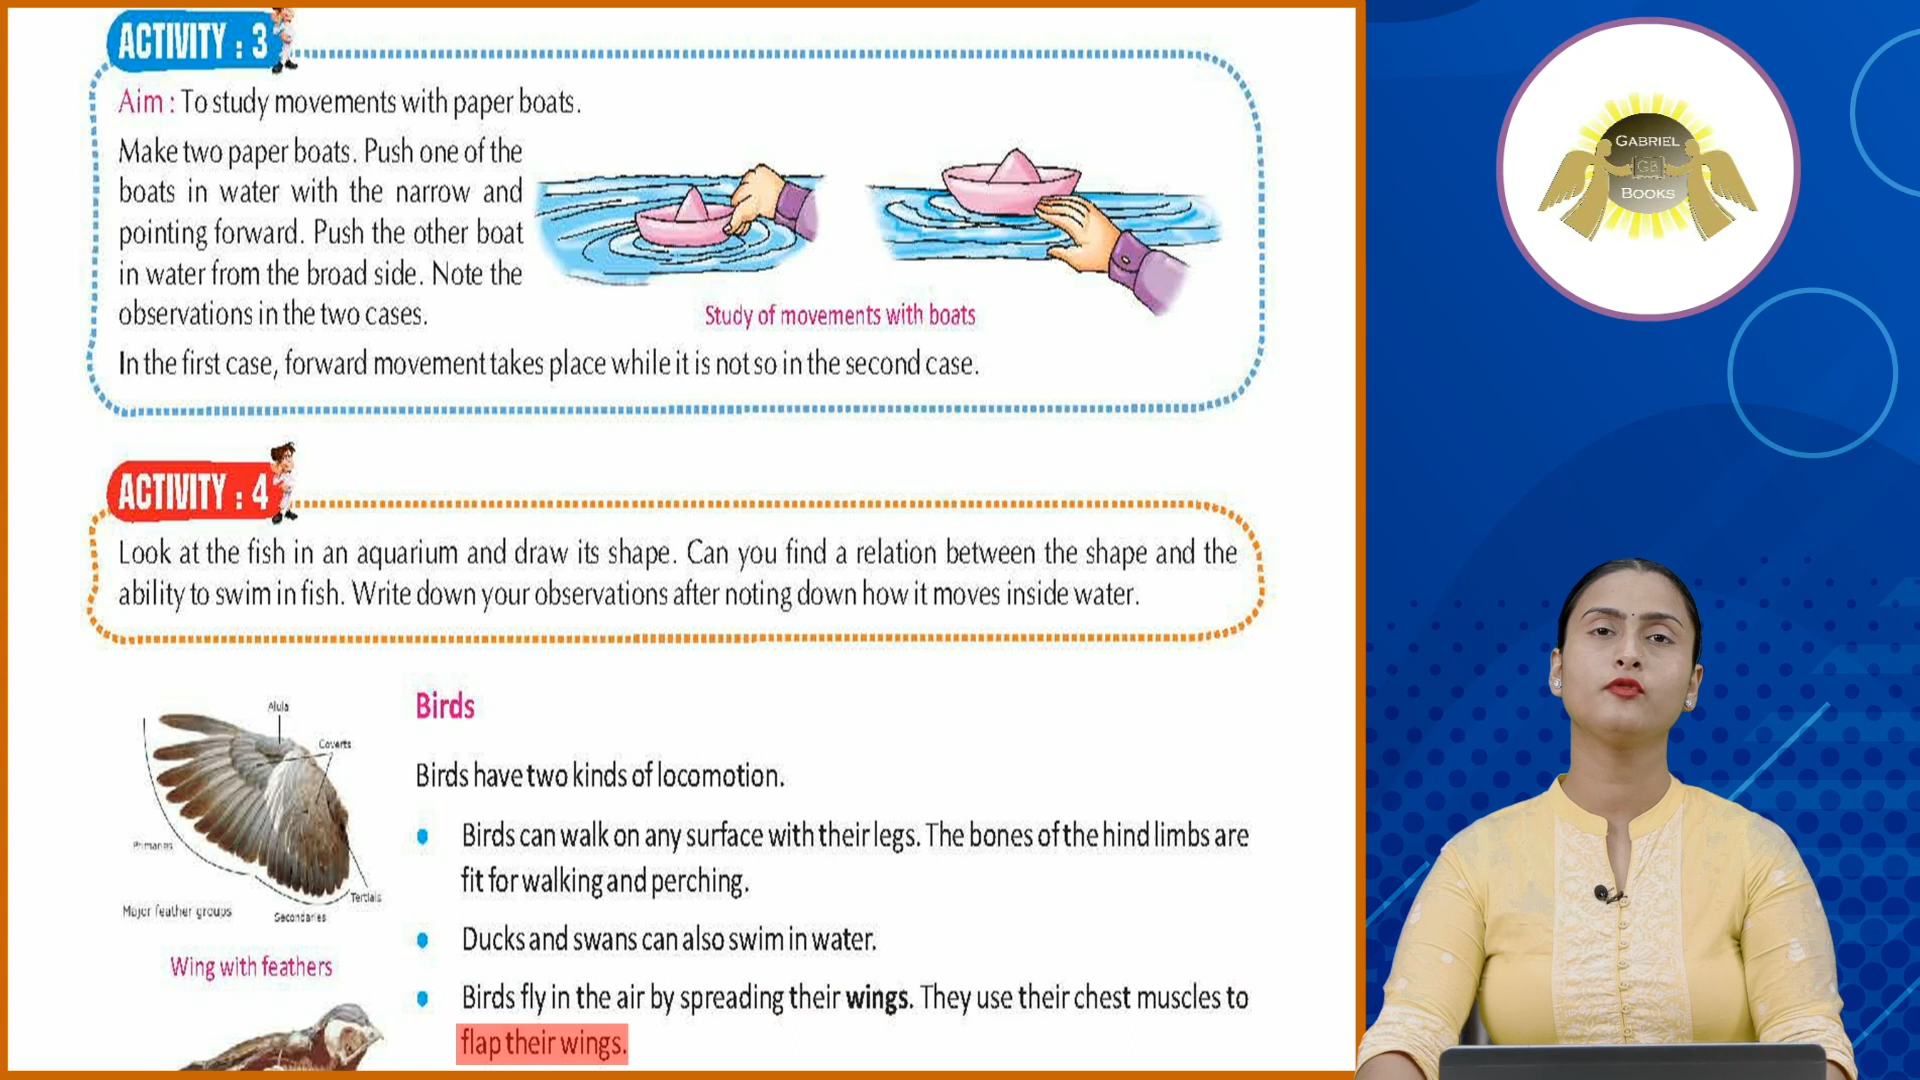 ACTIVITY : 3
Aim : To study movements with paper boats.
Make two paper boats. Push one of the
boats in water with the narrow and
pointing forward. Push the other boat
in water from the broad side. Note the
observations in the two cases.
Study of movements with boats
In the first case, forward movement takes place while it is not so in the second case.
ACTIVITY : 4
Look at the fish in an aquarium and draw its shape. Can you find a relation between the shape and the
ability to swim in fish. Write down your observations after noting down how it moves inside water.
Alula
Coverts
Primaries
Tertials
Major feather groups
Secondaries
Wing with feathers
Birds
Birds have two kinds of locomotion.
Birds can walk on any surface with their legs. The bones of the hind limbs are
fit for walking and perching.
Ducks and swans can also swim in water.
Birds fly in the air by spreading their wings. They use their chest muscles to
flap their wings.
GABRIEL
GB
BOOKS